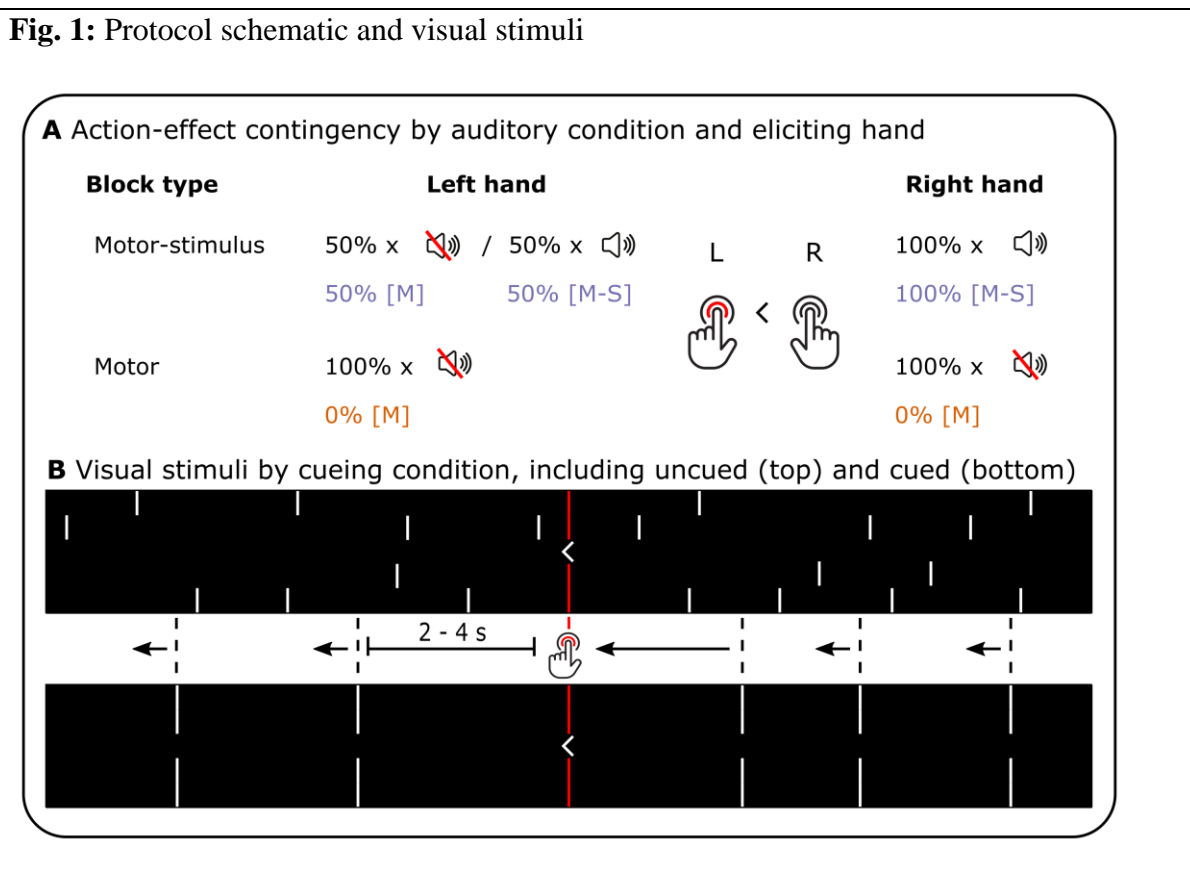 Fig. 1: Protocol schematic and visual stimuli
A Action-effect contingency by auditory condition and eliciting hand
Block type Left hand Right hand
Motor-stimulus 50% x / 50% x L R 100% x
50% [M] 50% [M-S] < 100% [M-S]
Motor 100% x 100% x
0% [M] 0% [M]
B Visual stimuli by cueing condition, including uncued (top) and cued (bottom)
<
2 - 4 s
<